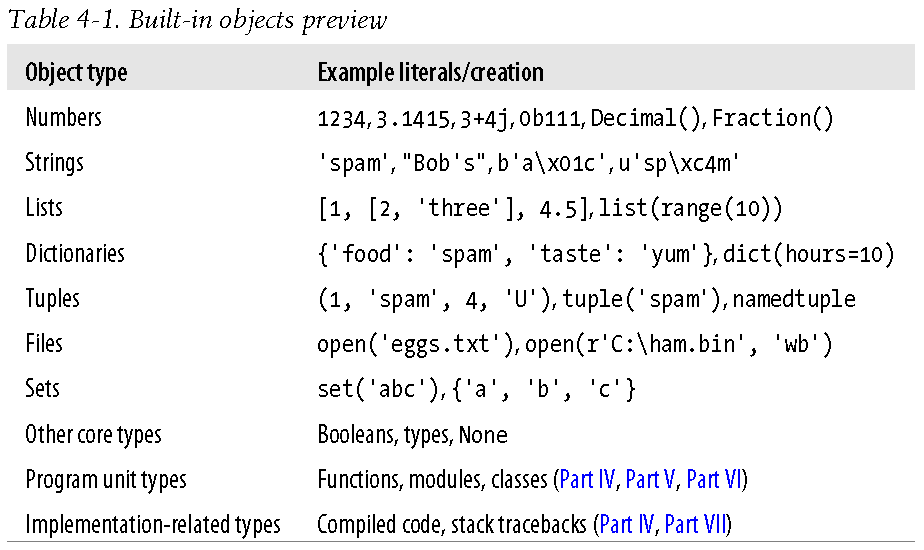 Table 4-1. Built-in objects preview
Object type Example literals/creation
Numbers 1234, 3.1415, 3+4j, 0b111, Decimal(), Fraction()
Strings 'spam', "Bob's", b'a\x01c', u'sp\xc4m'
Lists [1, [2, 'three'], 4.5], list(range(10))
Dictionaries {'food': 'spam', 'taste': 'yum'}, dict(hours=10)
Tuples (1, 'spam', 4, 'U'), tuple('spam'), namedtuple
Files open('eggs.txt'), open(r'C:\ham.bin', 'wb')
Sets set('abc'), {'a', 'b', 'c'}
Other core types Booleans, types, None
Program unit types Functions, modules, classes (Part IV, Part V, Part VI)
Implementation-related types Compiled code, stack tracebacks (Part IV, Part VII)